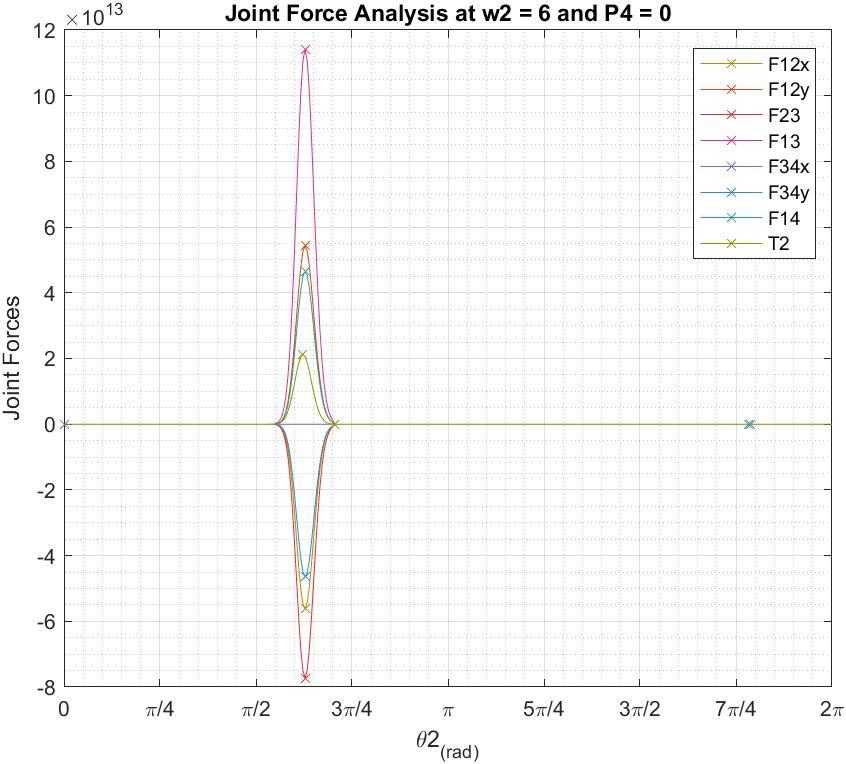 Joint Force Analysis at w2 = 6 and P4 = 0
×10¹³
12
10
8
6
4
2
0
-2
-4
-6
-8
Joint Forces
F12x
F12y
F23
F13
F34x
F34y
F14
T2
0 π/4 π/2 3π/4 π 5π/4 3π/2 7π/4 2π
θ2(rad)